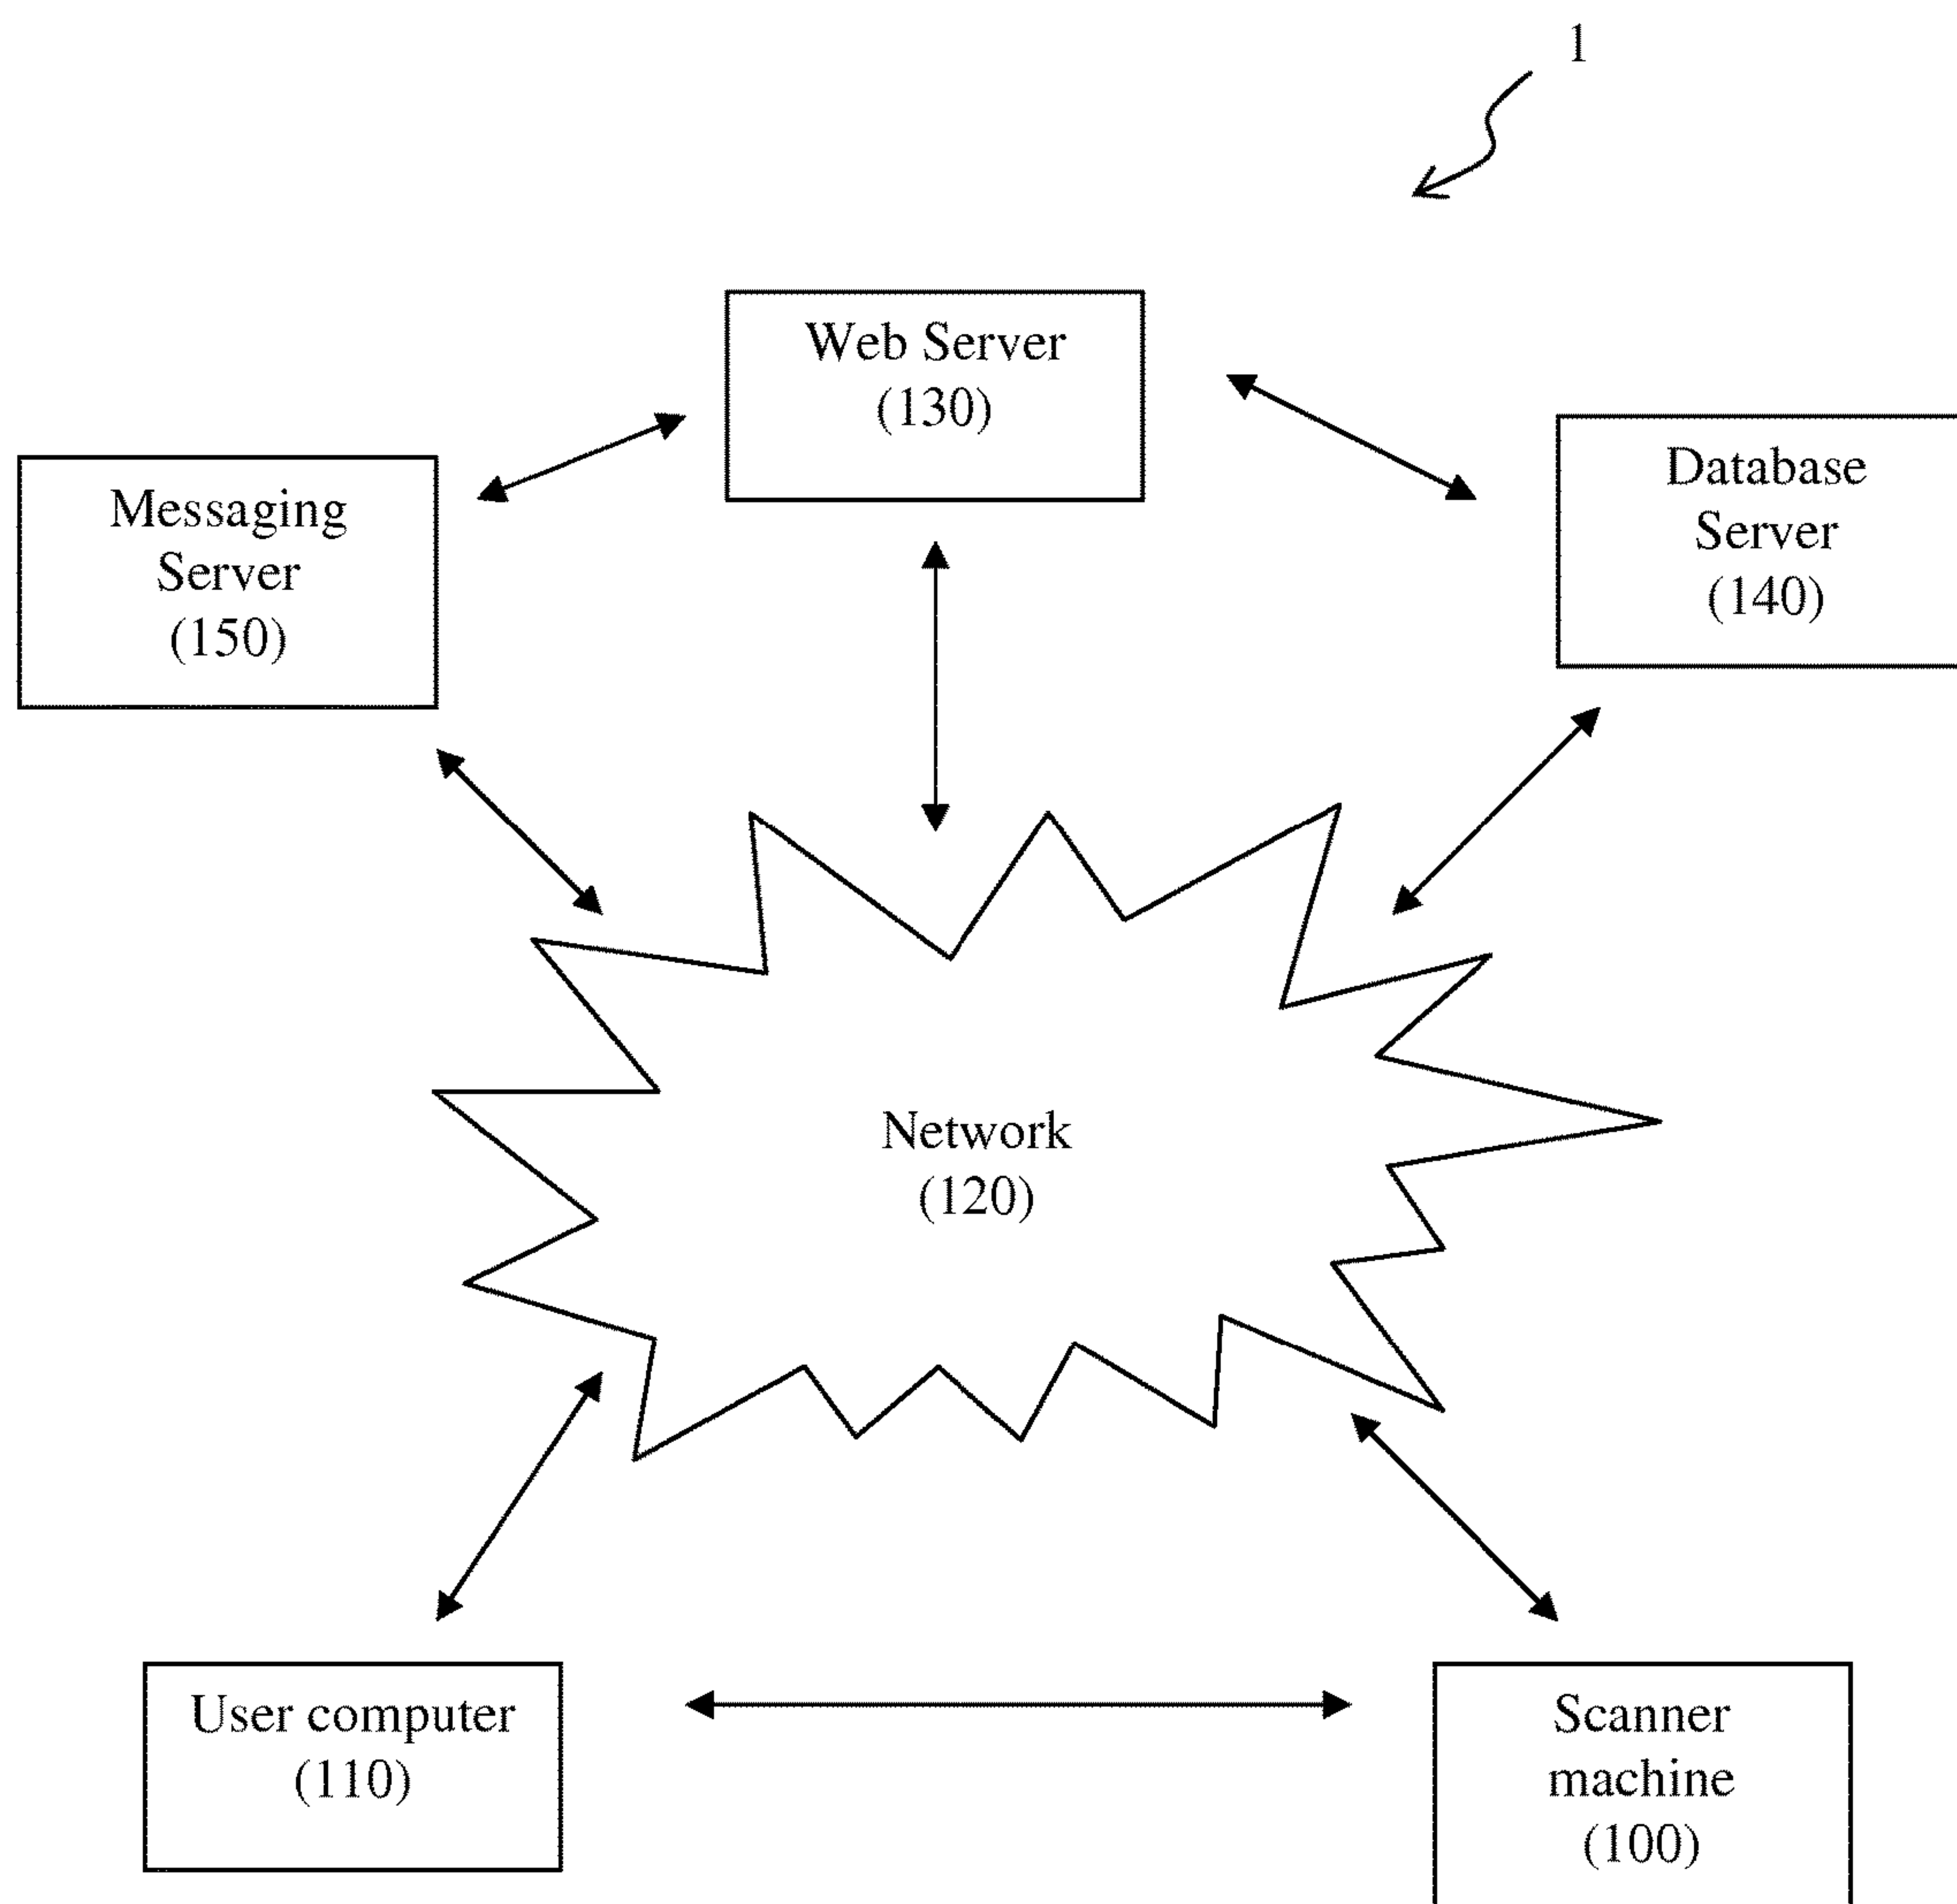 1
Web Server
(130)
Database
Server
(140)
Messaging
Server
(150)
Network
(120)
User computer
(110)
Scanner
machine
(100)